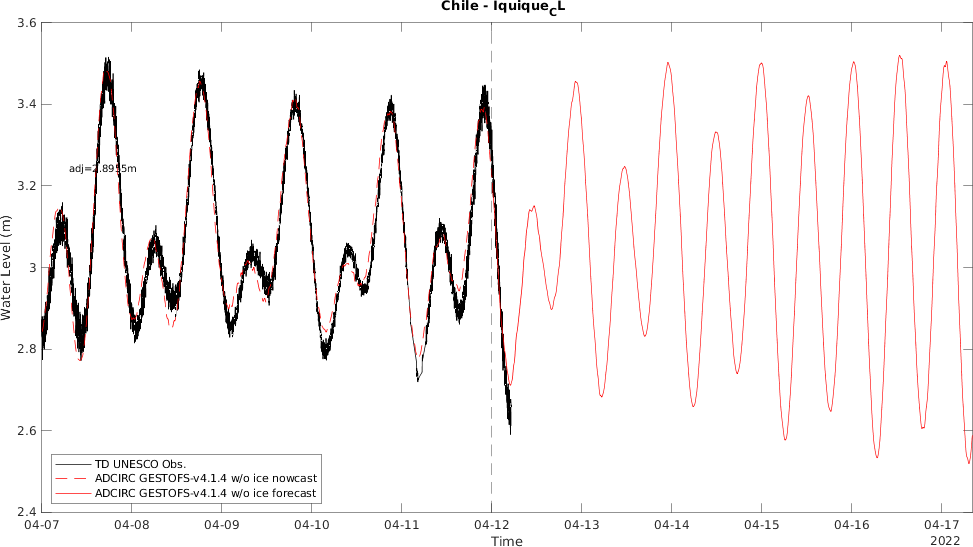 Chile - Iquique_CL
3.6
3.4
3.2
3
2.8
2.6
2.4
Water Level (m)
adj=2.8955m
TD UNESCO Obs.
ADCIRC GESTOFS-v4.1.4 w/o ice nowcast
ADCIRC GESTOFS-v4.1.4 w/o ice forecast
04-07 04-08 04-09 04-10 04-11 04-12 04-13 04-14 04-15 04-16 04-17
Time
2022